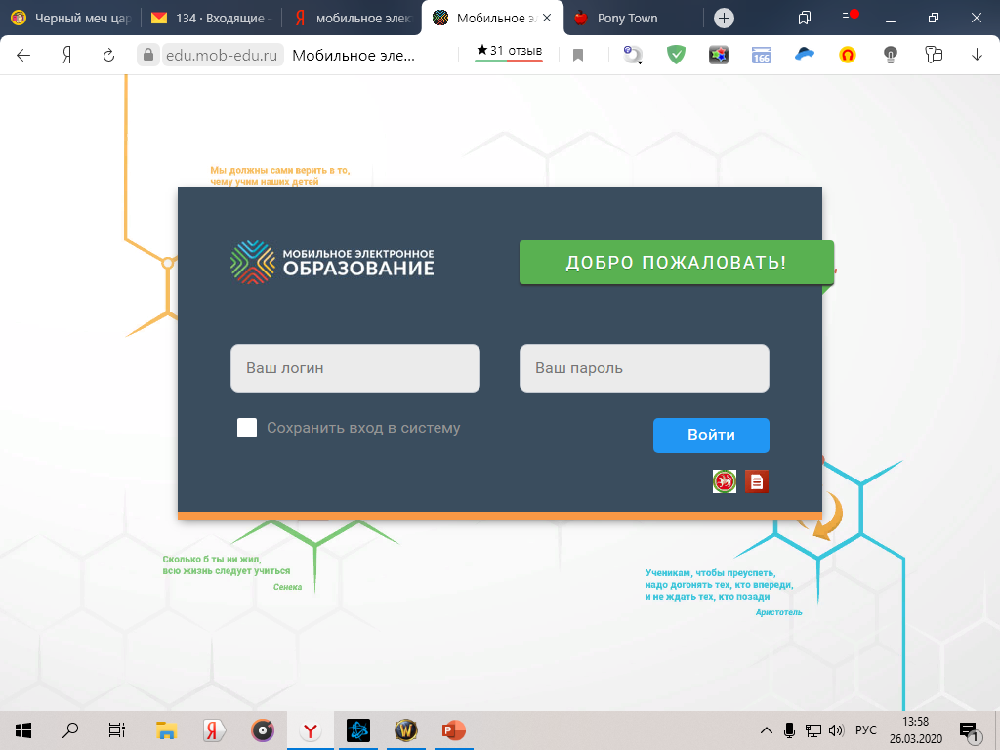 Черный меч цар
134 · Входящие -
мобильное элек
Мобильное э
Pony Town
edu.mob-edu.ru
Мобильное эле...
★31 отзыв
166
Мы должны сами верить в то,
чему учим наших детей
МОБИЛЬНОЕ ЭЛЕКТРОННОЕ
ОБРАЗОВАНИЕ
ДОБРО ПОЖАЛОВАТЬ!
Ваш логин
Ваш пароль
Сохранить вход в систему
Войти
Сколько б ты ни жил,
всю жизнь следует учиться
Сенека
Ученикам, чтобы преуспеть,
надо догонять тех, кто впереди,
и не ждать тех, кто позади
Аристотель
РУС
13:58
26.03.2020
1